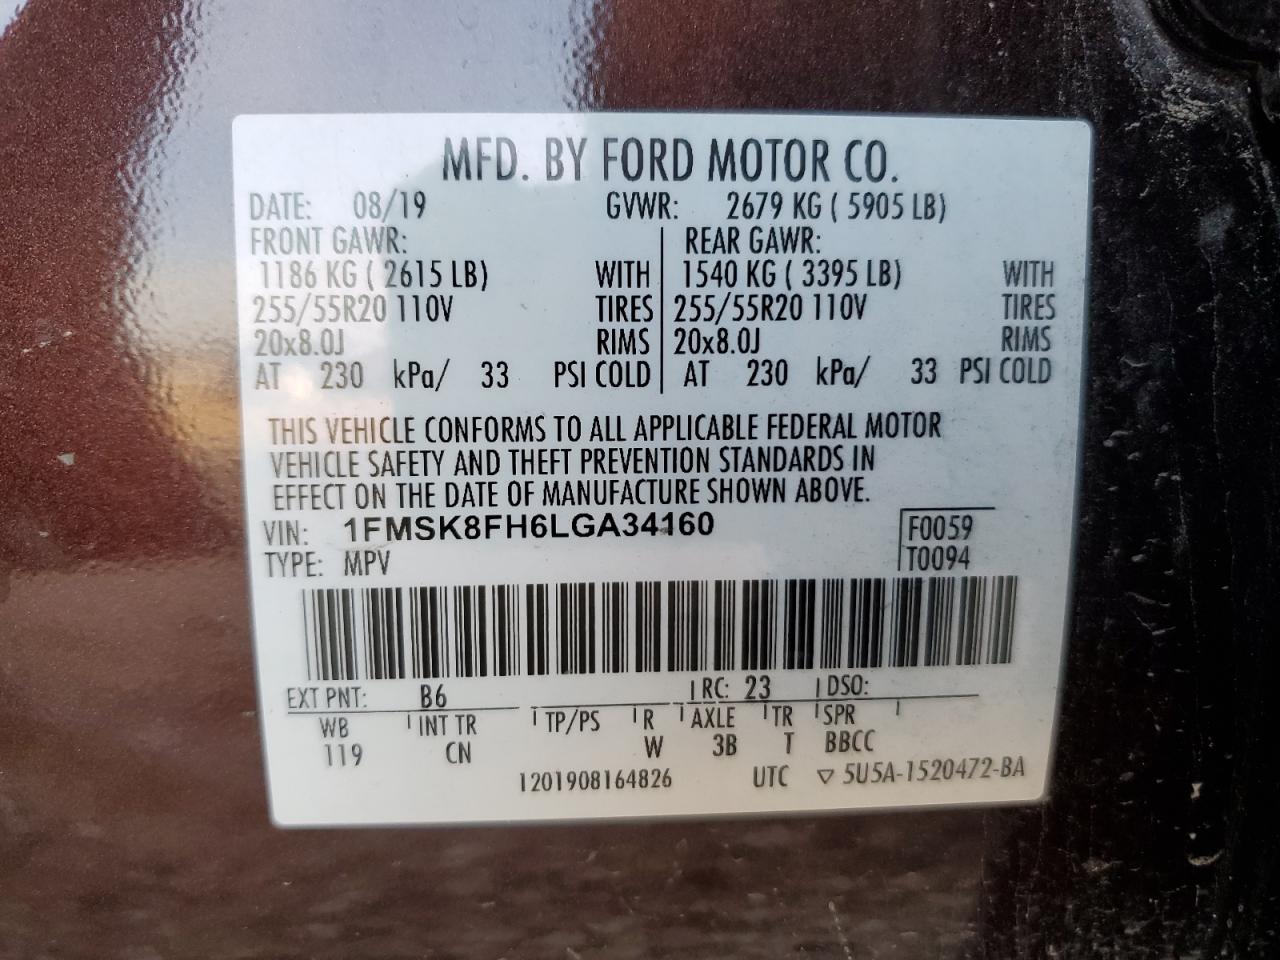 MFD. BY FORD MOTOR CO.
DATE: 08/19 GVWR: 2679 KG ( 5905 LB)
FRONT GAWR: REAR GAWR:
1186 KG ( 2615 LB) WITH 1540 KG ( 3395 LB) WITH
255/55R20 110V TIRES 255/55R20 110V TIRES
20x8.0J RIMS 20x8.0J RIMS
AT 230 kPa/ 33 PSI COLD AT 230 kPa/ 33 PSI COLD
THIS VEHICLE CONFORMS TO ALL APPLICABLE FEDERAL MOTOR
VEHICLE SAFETY AND THEFT PREVENTION STANDARDS IN
EFFECT ON THE DATE OF MANUFACTURE SHOWN ABOVE.
VIN: 1FMSK8FH6LGA34160 F0059
TYPE: MPV T0094
EXT PNT: B6 RC: 23 DSO:
WB INT TR TP/PS R AXLE TR SPR
119 CN W 3B T BBCC
1201908164826 UTC ▽ 5U5A-1520472-BA